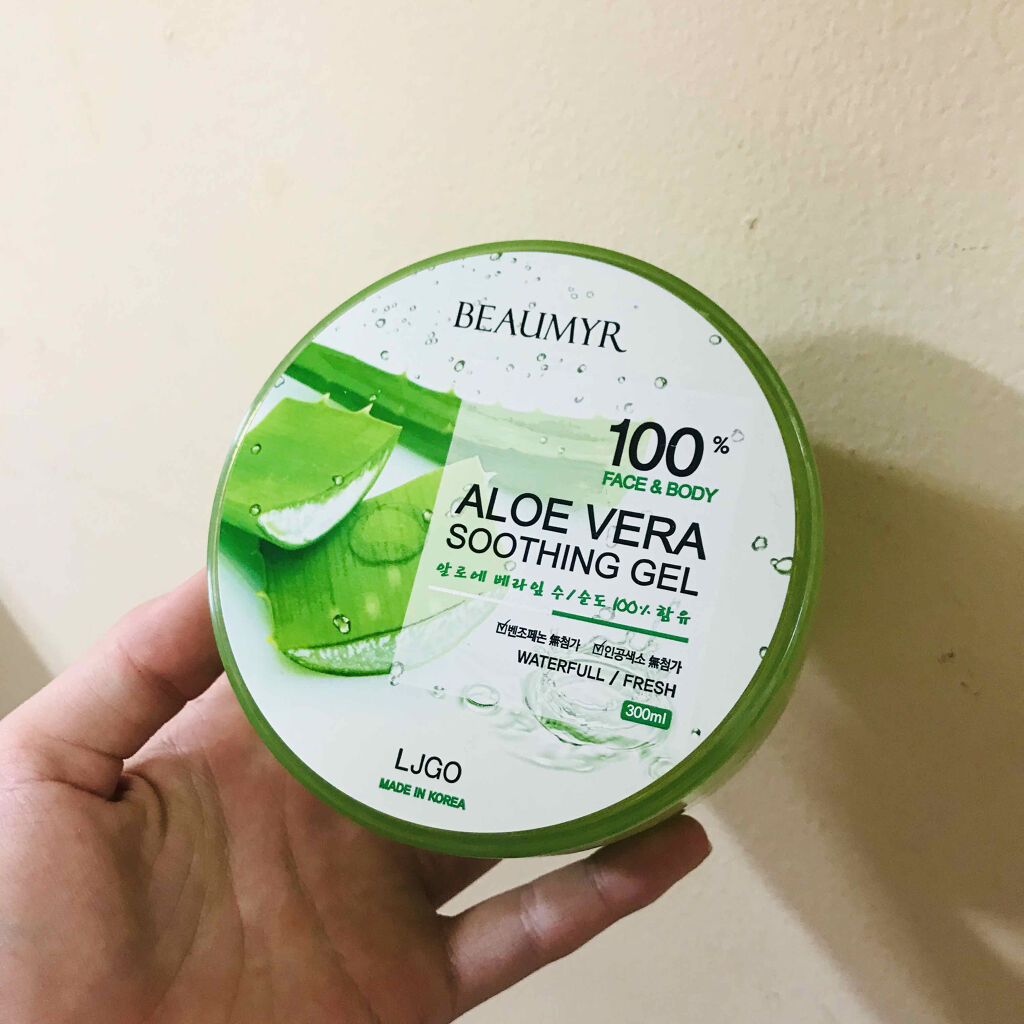 BEAUMYR
100%
FACE & BODY
ALOE VERA
SOOTHING GEL
알로에 베라잎 수/순도 100% 함유
벤조페논 無첨가 인공색소 無첨가
WATERFULL / FRESH
300ml
LJGO
MADE IN KOREA